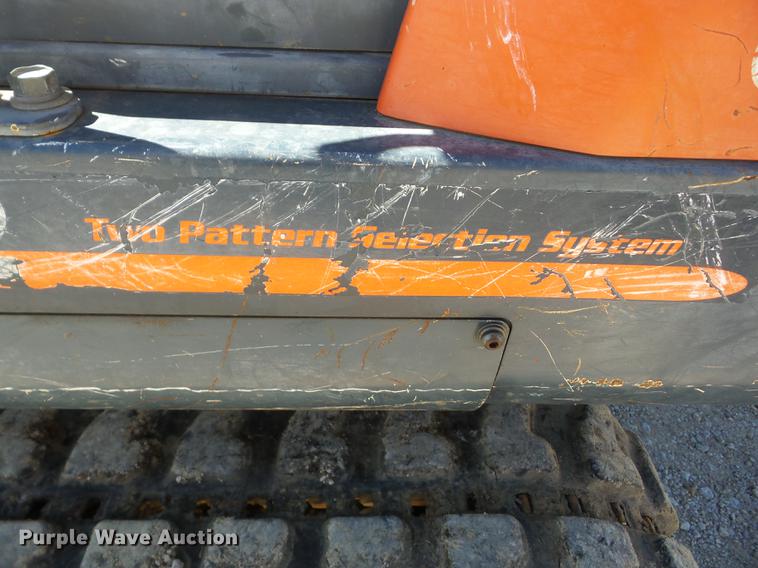 Two Pattern Selection System
Purple Wave Auction